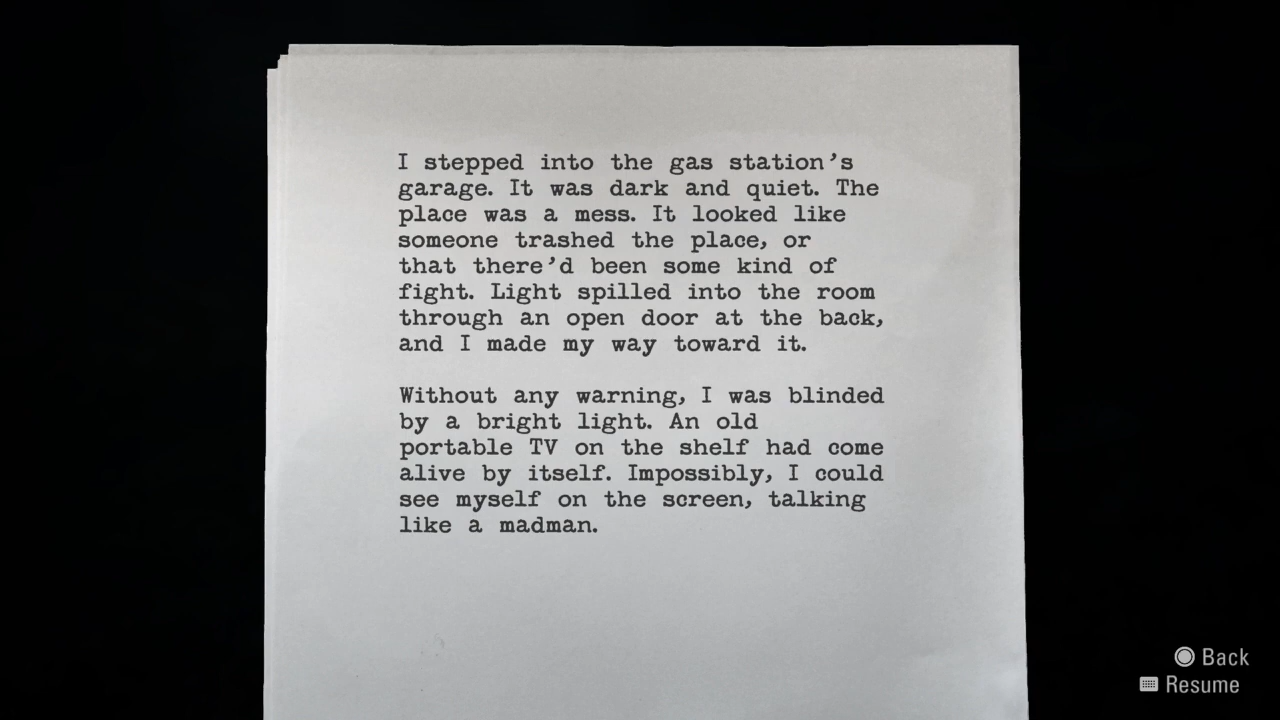 I stepped into the gas station's
garage. It was dark and quiet. The
place was a mess. It looked like
someone trashed the place, or
that there'd been some kind of
fight. Light spilled into the room
through an open door at the back,
and I made my way toward it.
Without any warning, I was blinded
by a bright light. An old
portable TV on the shelf had come
alive by itself. Impossibly, I could
see myself on the screen, talking
like a madman.
Back
Resume